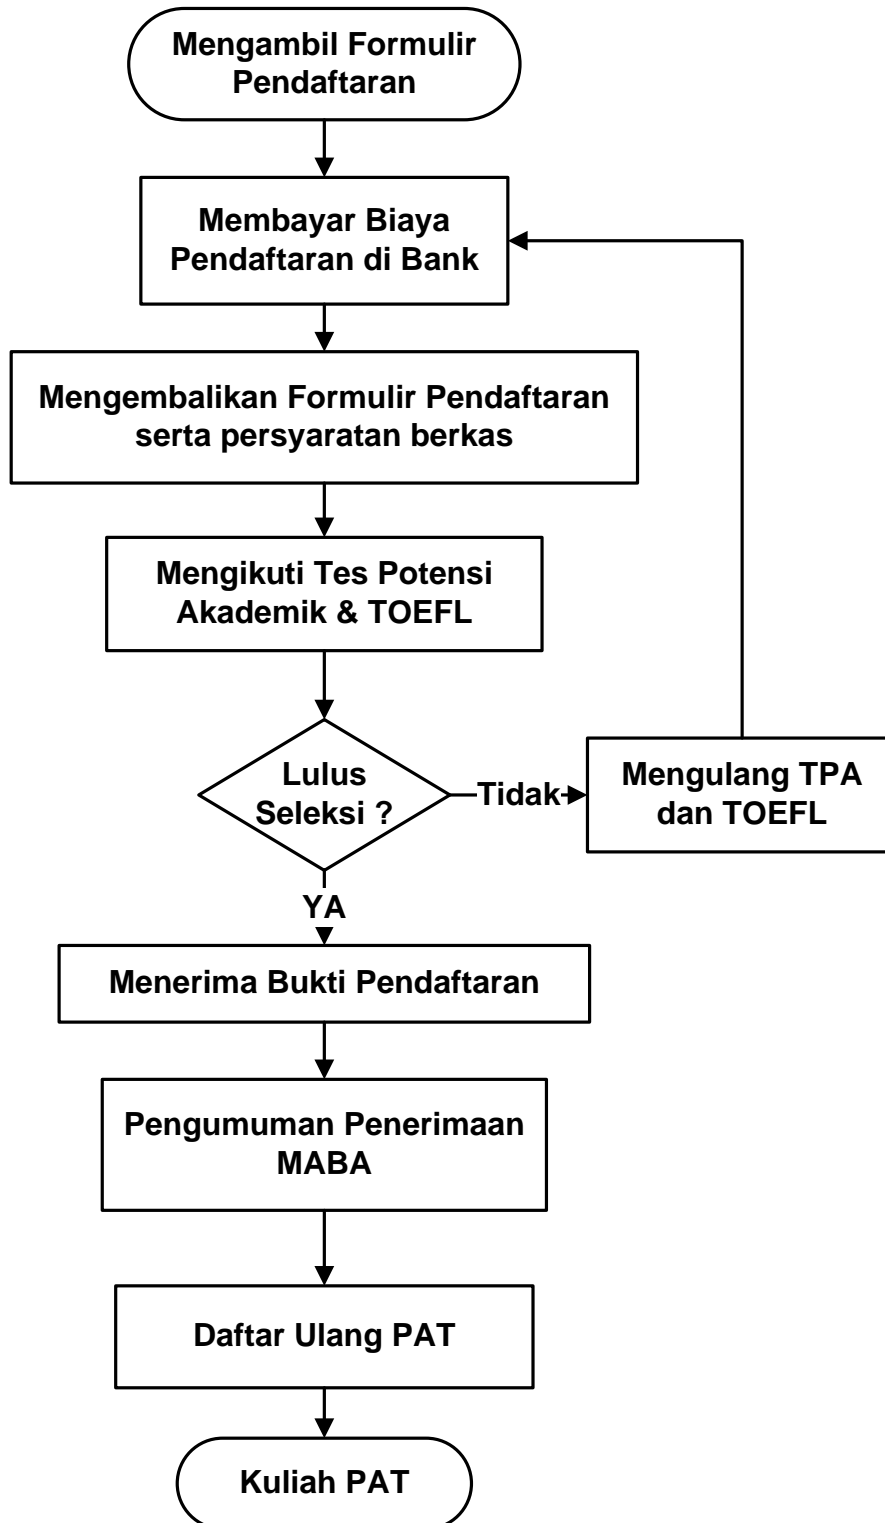 Mengambil Formulir
Pendaftaran
Membayar Biaya
Pendaftaran di Bank
Mengembalikan Formulir Pendaftaran
serta persyaratan berkas
Mengikuti Tes Potensi
Akademik & TOEFL
Lulus
Seleksi ?
Tidak
Mengulang TPA
dan TOEFL
YA
Menerima Bukti Pendaftaran
Pengumuman Penerimaan
MABA
Daftar Ulang PAT
Kuliah PAT